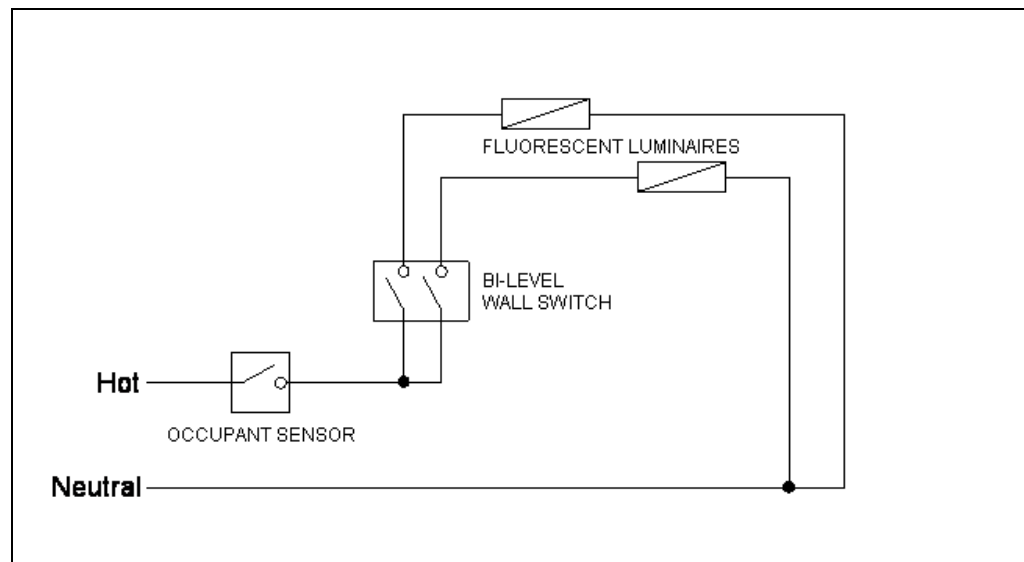 FLUORESCENT LUMINAIRES
BI-LEVEL
WALL SWITCH
Hot
OCCUPANT SENSOR
Neutral